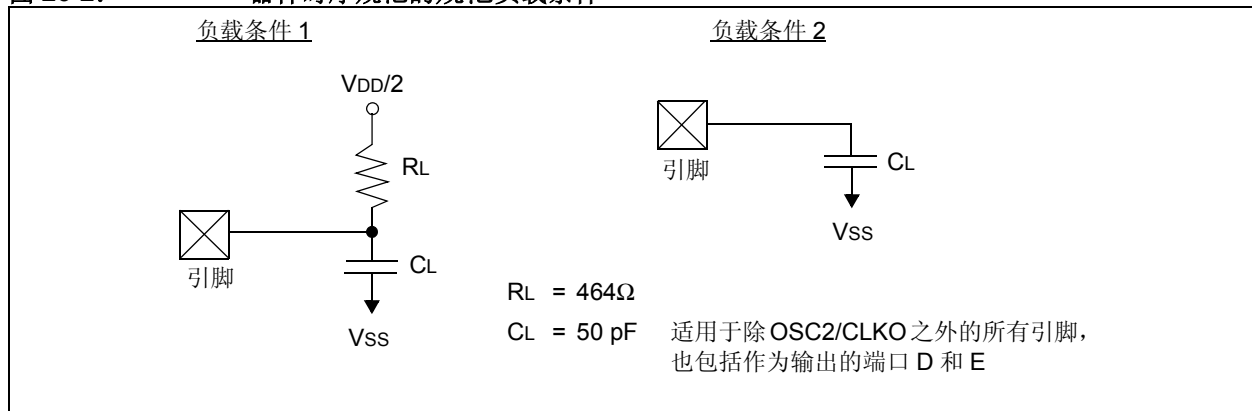 负载条件 1
VDD/2
RL
引脚
CL
VSS
负载条件 2
引脚
CL
VSS
RL = 464Ω
CL = 50 pF 适用于除 OSC2/CLKO 之外的所有引脚，
也包括作为输出的端口 D 和 E